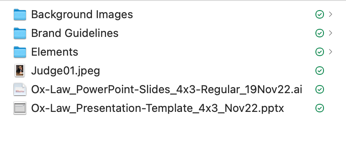 Background Images
Brand Guidelines
Elements
Judge01.jpeg
Ox-Law_PowerPoint-Slides_4x3-Regular_19Nov22.ai
Ox-Law_Presentation-Template_4x3_Nov22.pptx